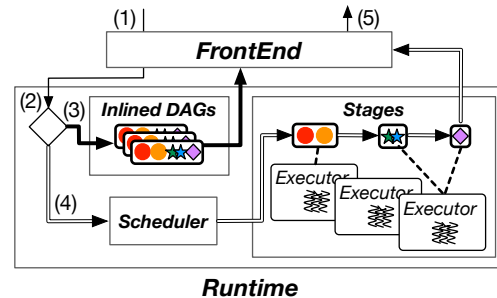 (1)
(5)
FrontEnd
(2)
(3)
Inlined DAGs
Stages
(4)
Scheduler
Executor
Executor
Executor
Runtime